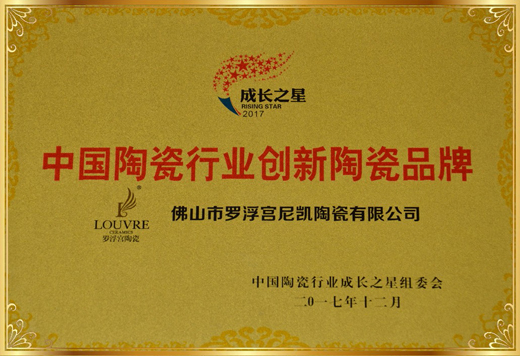 成长之星
RISING STAR
2017
中国陶瓷行业创新陶瓷品牌
®
LOUVRE
CERAMICS
罗浮宫陶瓷
佛山市罗浮宫尼凯陶瓷有限公司
中国陶瓷行业成长之星组委会
二0一七年十二月